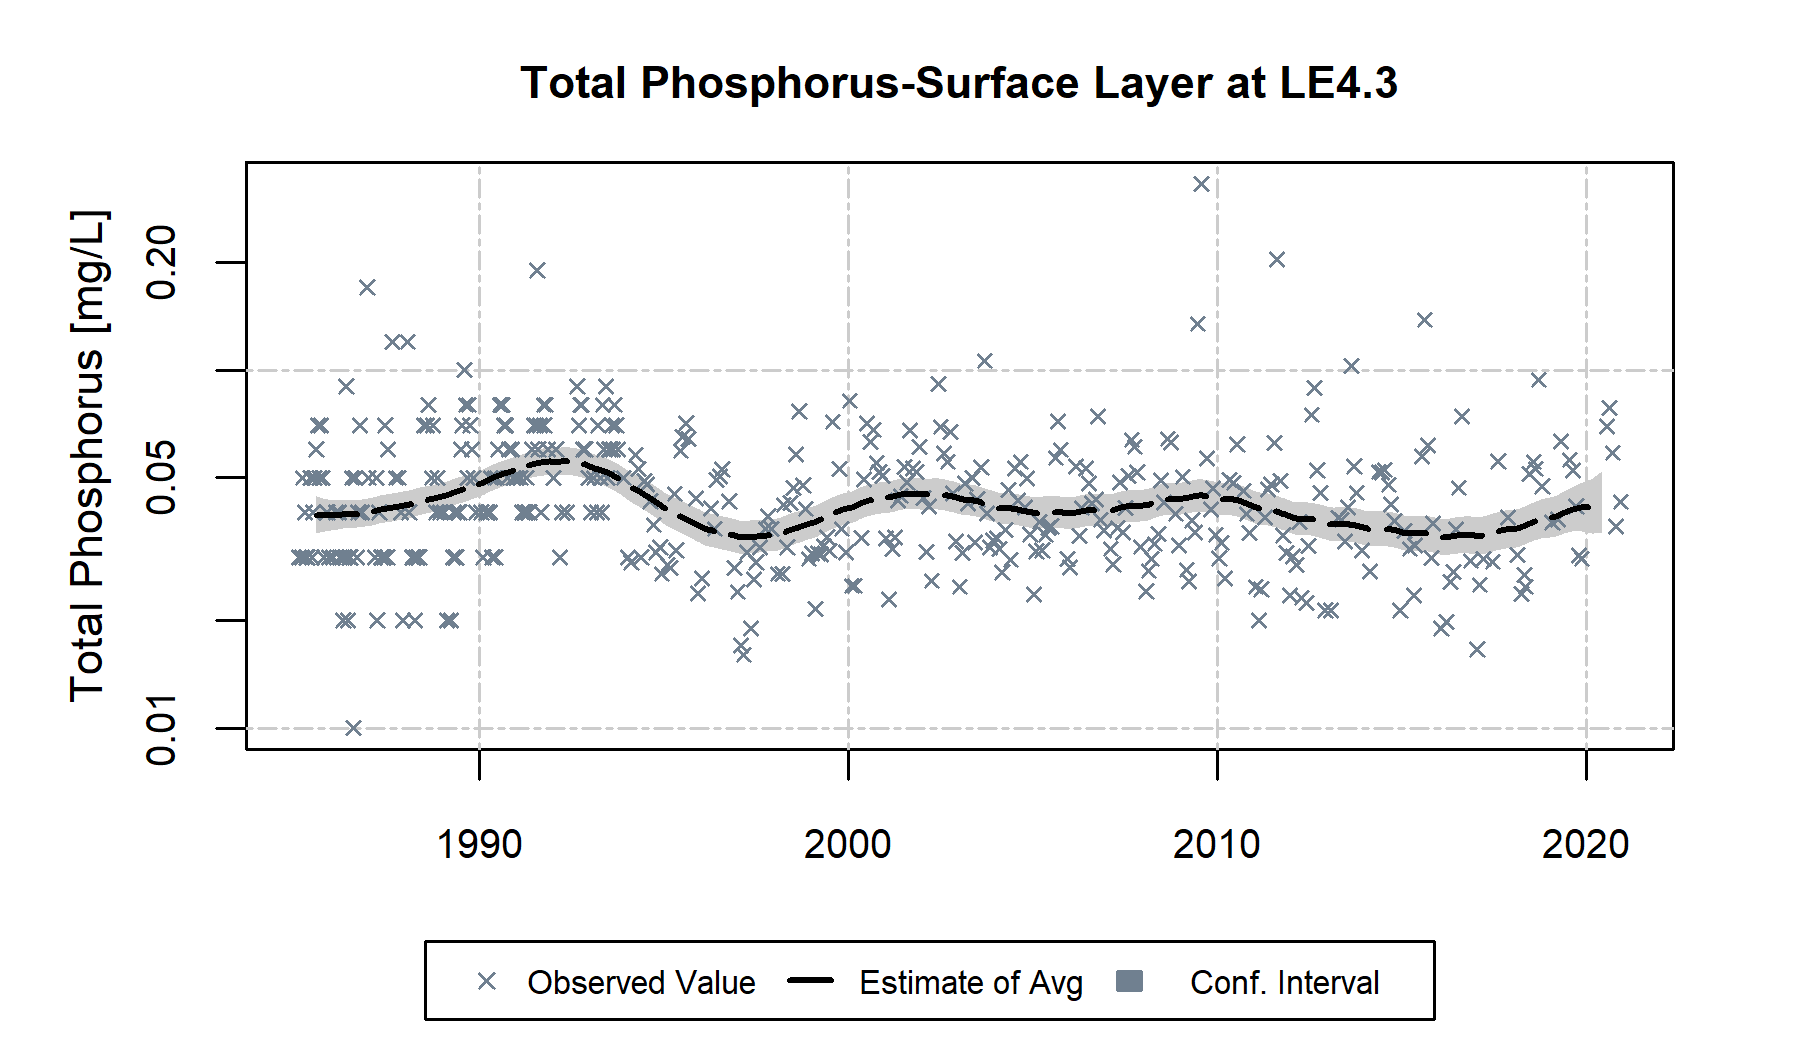 Total Phosphorus-Surface Layer at LE4.3
Total Phosphorus [mg/L]
0.20
0.05
0.01
1990 2000 2010 2020
Observed Value Estimate of Avg Conf. Interval